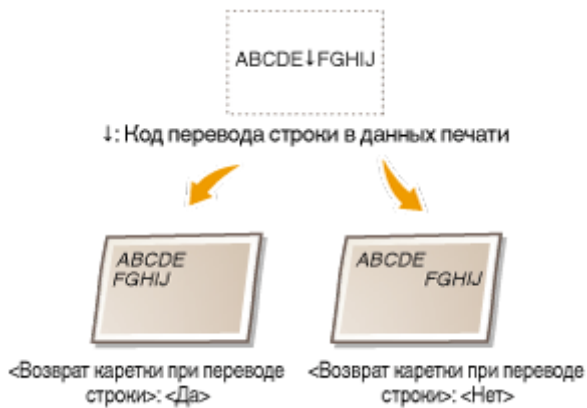 ABCDE↓FGHIJ
↓: Код перевода строки в данных печати
ABCDE
FGHIJ
ABCDE
FGHIJ
<Возврат каретки при переводе
строки>: <Да>
<Возврат каретки при переводе
строки>: <Нет>